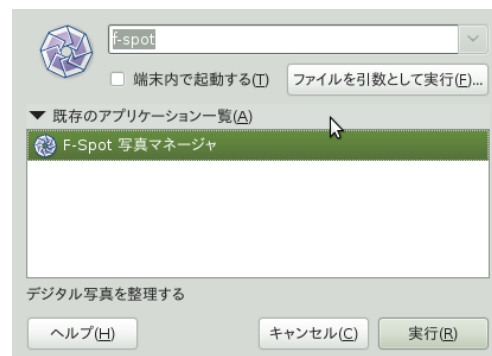 f-spot
端末内で起動する(T) ファイルを引数として実行(F)...
既存のアプリケーション一覧(A)
F-Spot 写真マネージャ
デジタル写真を整理する
ヘルプ(H) キャンセル(C) 実行(R)